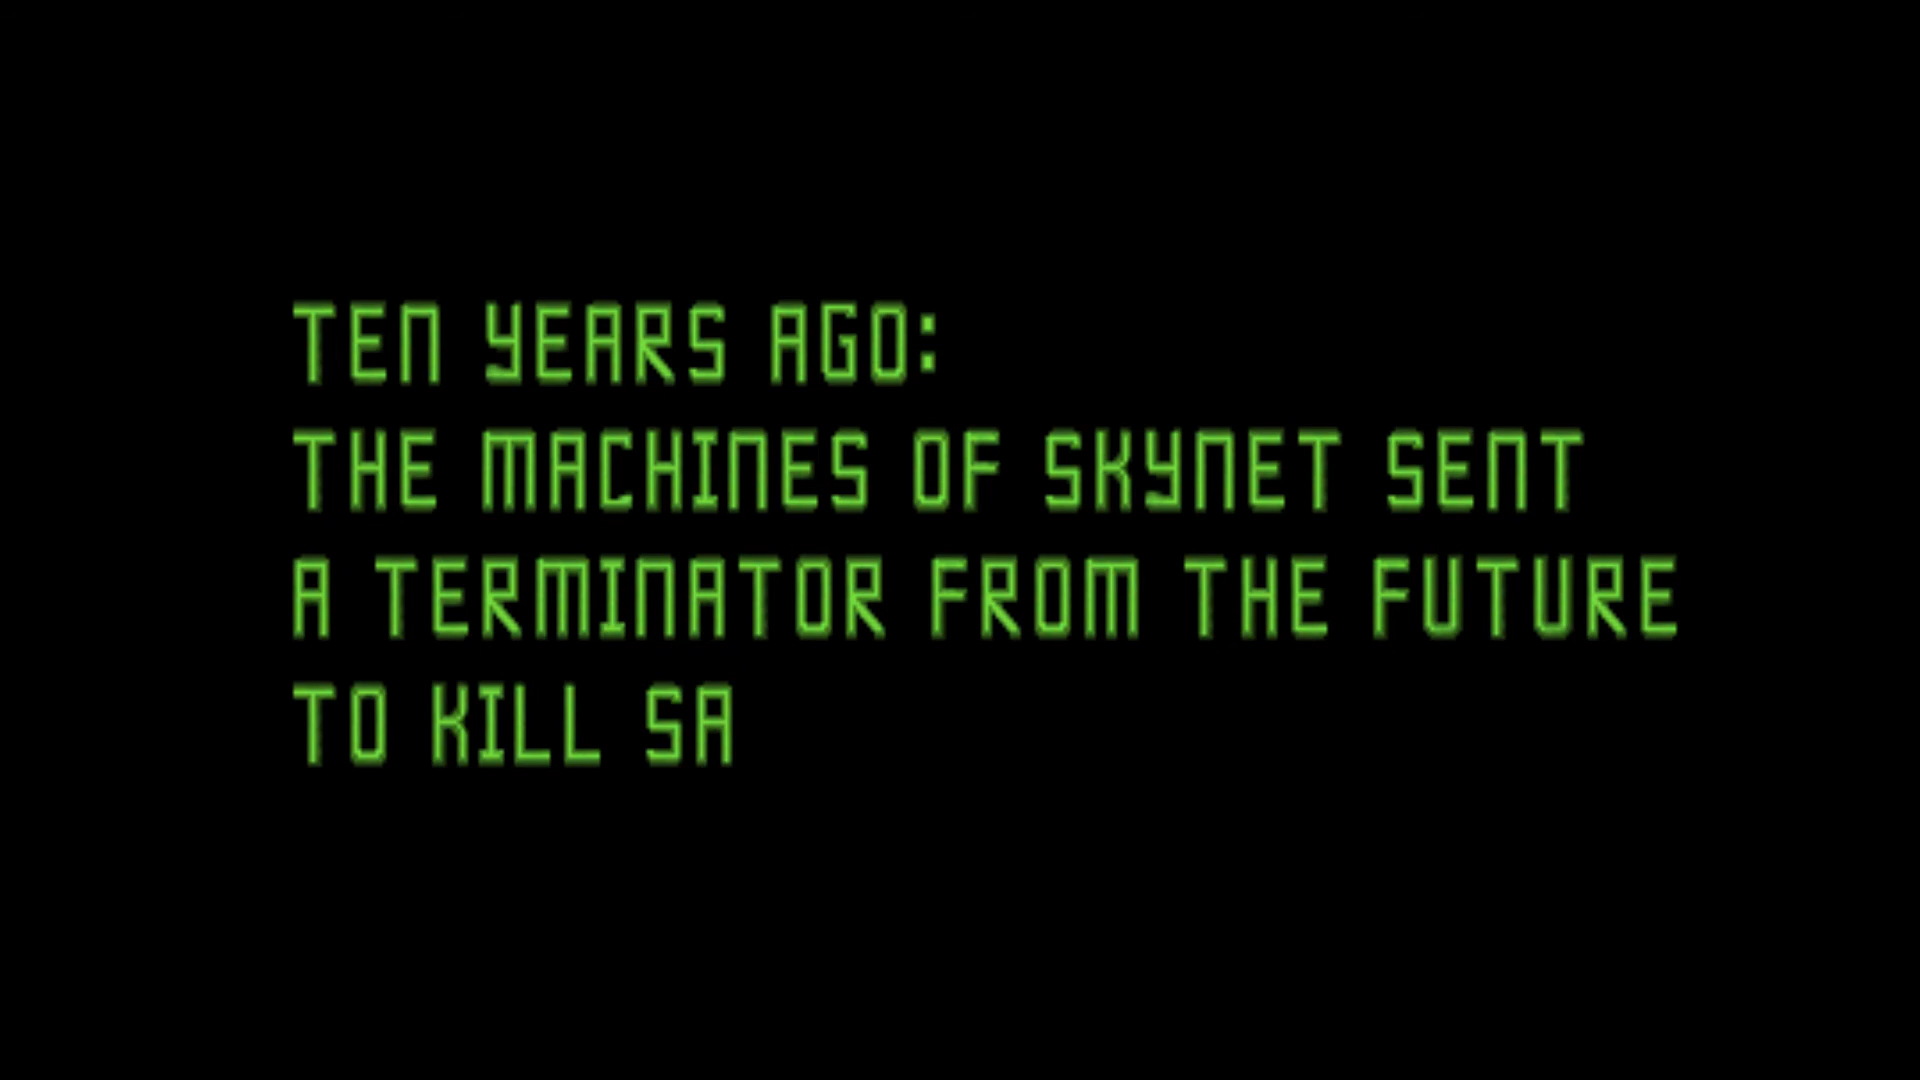 TEN YEARS AGO:
THE MACHINES OF SKYNET SENT
A TERMINATOR FROM THE FUTURE
TO KILL SA